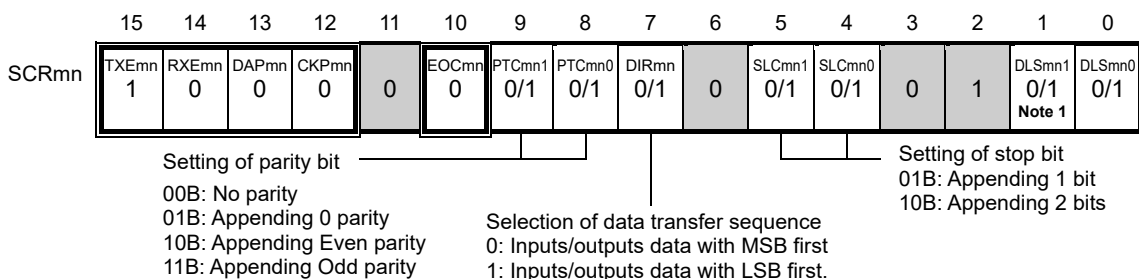 15 14 13 12 11 10 9 8 7 6 5 4 3 2 1 0
SCRmn
TXEmn RXEmn DAPmn CKPmn EOCmn PTCmn1 PTCmn0 DIRmn SLCmn1 SLCmn0 DLSmn1 DLSmn0
1 0 0 0 0 0 0/1 0/1 0/1 0 0/1 0/1 0 1 0/1 0/1
Note 1
Setting of parity bit
00B: No parity
01B: Appending 0 parity
10B: Appending Even parity
11B: Appending Odd parity
Selection of data transfer sequence
0: Inputs/outputs data with MSB first
1: Inputs/outputs data with LSB first.
Setting of stop bit
01B: Appending 1 bit
10B: Appending 2 bits